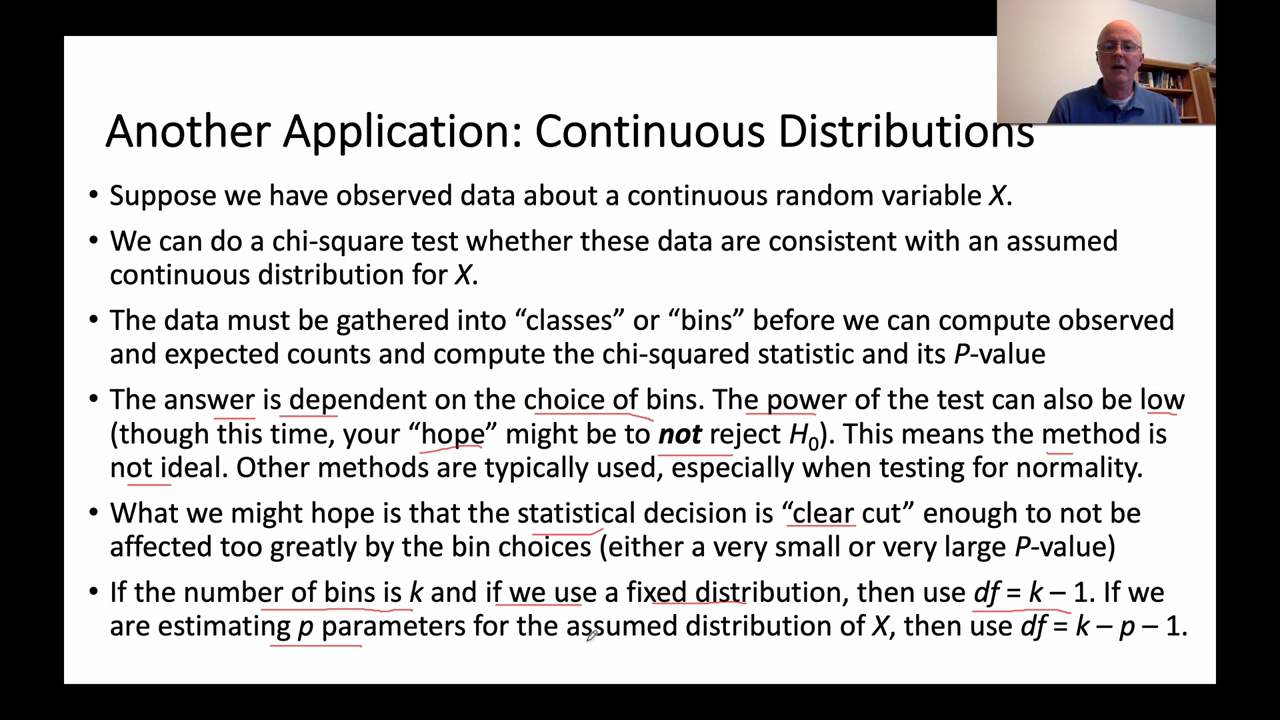 Another Application: Continuous Distributions
• Suppose we have observed data about a continuous random variable X.
• We can do a chi-square test whether these data are consistent with an assumed
continuous distribution for X.
• The data must be gathered into “classes” or “bins” before we can compute observed
and expected counts and compute the chi-squared statistic and its P-value
• The answer is dependent on the choice of bins. The power of the test can also be low
(though this time, your “hope” might be to not reject H₀). This means the method is
not ideal. Other methods are typically used, especially when testing for normality.
• What we might hope is that the statistical decision is “clear cut” enough to not be
affected too greatly by the bin choices (either a very small or very large P-value)
• If the number of bins is k and if we use a fixed distribution, then use df = k – 1. If we
are estimating p parameters for the assumed distribution of X, then use df = k – p – 1.